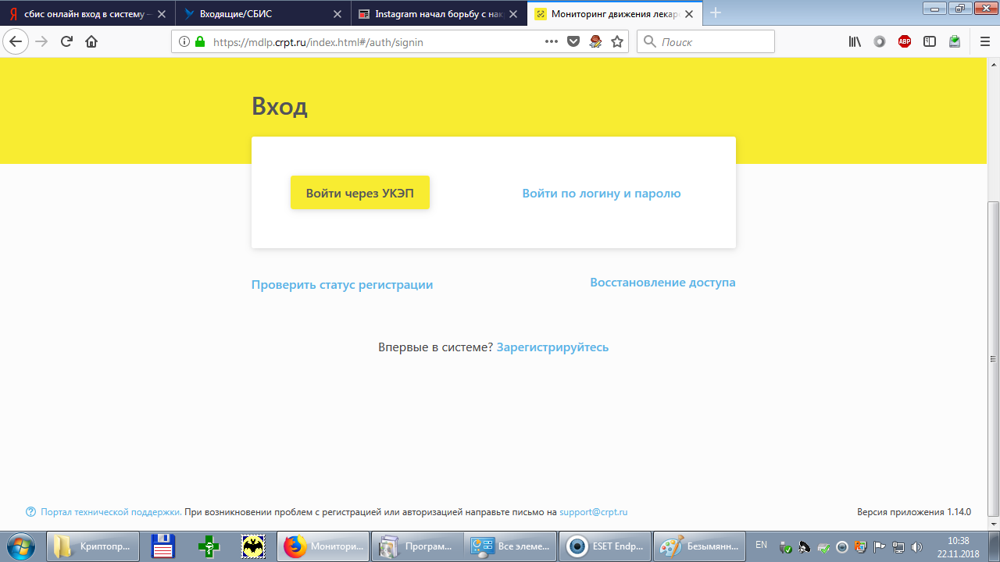 сбис онлайн вход в систему —
Входящие/СБИС
Instagram начал борьбу с нак
Мониторинг движения лекарс
https://mdlp.crpt.ru/index.html#/auth/signin
Поиск
ABP
Вход
Войти через УКЭП
Войти по логину и паролю
Проверить статус регистрации
Восстановление доступа
Впервые в системе? Зарегистрируйтесь
Портал технической поддержки. При возникновении проблем с регистрацией или авторизацией направьте письмо на support@crpt.ru
Версия приложения 1.14.0
Криптопр...
Монитори...
Програм...
Все элеме...
ESET Endp...
Безымянн...
EN
10:38
22.11.2018